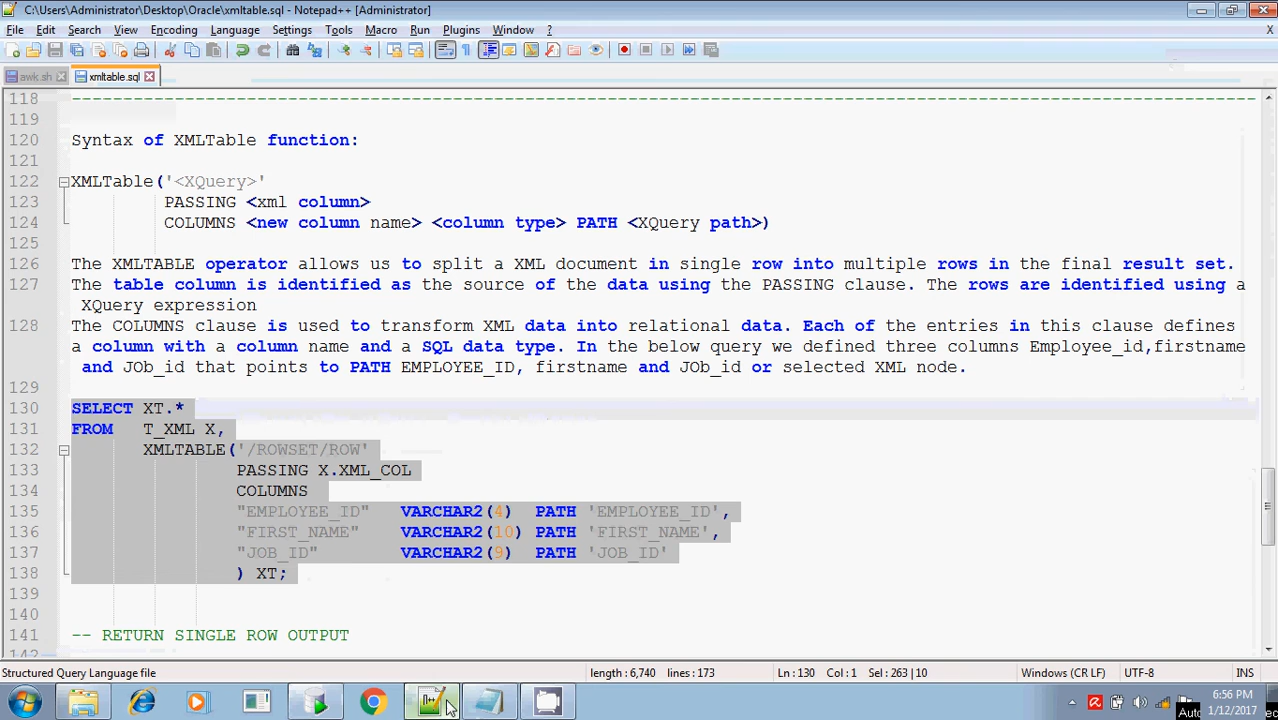 C:\Users\Administrator\Desktop\Oracle\xmltable.sql - Notepad++ [Administrator]
File Edit Search View Encoding Language Settings Tools Macro Run Plugins Window ? X
awk.sh xmltable.sql
118 --------------------------------------------------------------------------------------------------------------------
119
120 Syntax of XMLTable function:
121
122 XMLTable('<XQuery>'
123 PASSING <xml column>
124 COLUMNS <new column name> <column type> PATH <XQuery path>)
125
126 The XMLTABLE operator allows us to split a XML document in single row into multiple rows in the final result set.
127 The table column is identified as the source of the data using the PASSING clause. The rows are identified using a
XQuery expression
128 The COLUMNS clause is used to transform XML data into relational data. Each of the entries in this clause defines
a column with a column name and a SQL data type. In the below query we defined three columns Employee_id,firstname
and JOb_id that points to PATH EMPLOYEE_ID, firstname and JOb_id or selected XML node.
129
130 SELECT XT.*
131 FROM T_XML X,
132 XMLTABLE('/ROWSET/ROW'
133 PASSING X.XML_COL
134 COLUMNS
135 "EMPLOYEE_ID" VARCHAR2(4) PATH 'EMPLOYEE_ID',
136 "FIRST_NAME" VARCHAR2(10) PATH 'FIRST_NAME',
137 "JOB_ID" VARCHAR2(9) PATH 'JOB_ID'
138 ) XT;
139
140
141 -- RETURN SINGLE ROW OUTPUT
142
Structured Query Language file length : 6,740 lines : 173 Ln : 130 Col : 1 Sel : 263 | 10 Windows (CR LF) UTF-8 INS
6:56 PM
1/12/2017